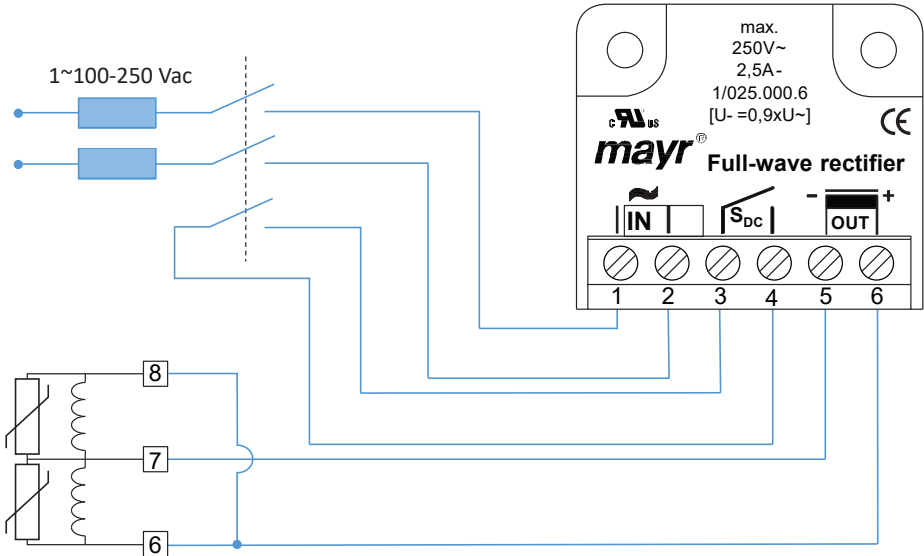 1~100-250 Vac
max.
250V~
2,5A-
1/025.000.6
[U- =0,9xU~]
c RU us
CE
mayr®
Full-wave rectifier
~
- +
IN
SDC
OUT
1 2 3 4 5 6
8
7
6